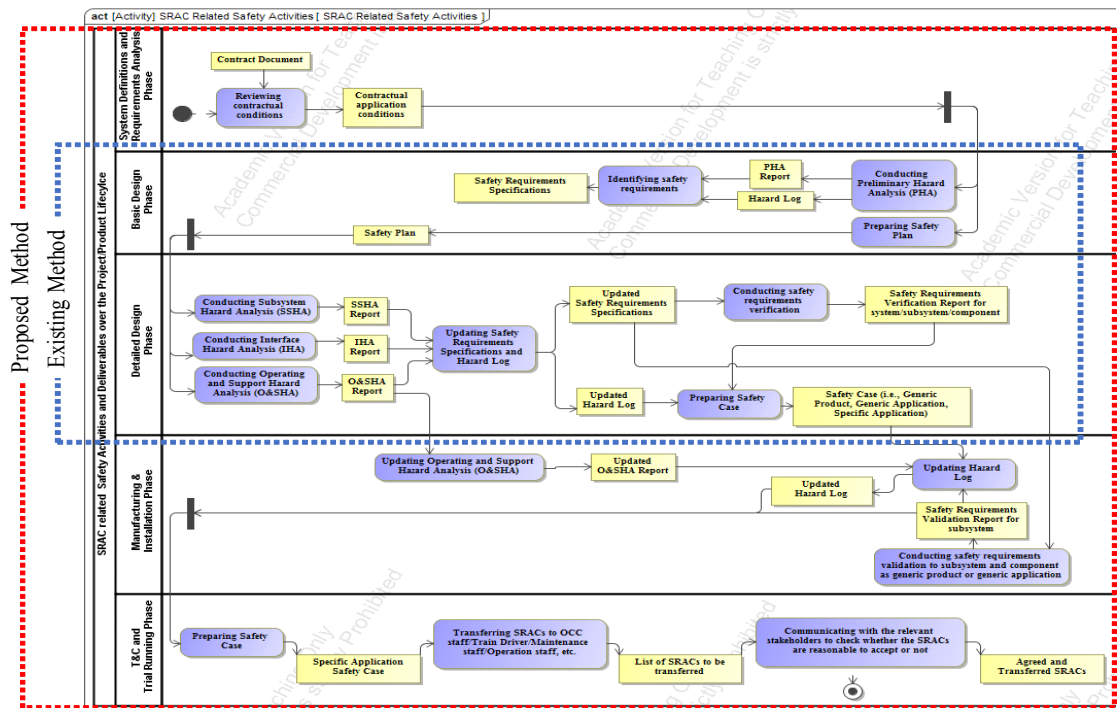 act [Activity] SRAC Related Safety Activities [ SRAC Related Safety Activities ]
Proposed Method
Existing Method
SRAC related Safety Activities and Deliverables over the Project/Product Lifecylce
System Definitions and
Requirements Analysis
Phase
Contract Document
Reviewing
contractual
conditions
Contractual
application
conditions
Basic Design
Phase
Safety Requirements
Specifications
Identifying safety
requirements
PHA
Report
Hazard Log
Conducting
Preliminary Hazard
Analysis (PHA)
Safety Plan
Preparing Safety
Plan
Detailed Design
Phase
Conducting Subsystem
Hazard Analysis (SSHA)
SSHA
Report
Conducting Interface
Hazard Analysis (IHA)
IHA
Report
Conducting Operating
and Support Hazard
Analysis (O&SHA)
O&SHA
Report
Updating Safety
Requirements
Specifications and
Hazard Log
Updated
Safety Requirements
Specifications
Conducting safety
requirements
verification
Safety Requirements
Verification Report for
system/subsystem/component
Updated
Hazard Log
Preparing Safety
Case
Safety Case (i.e., Generic
Product, Generic Application,
Specific Application)
Manufacturing &
Installation Phase
Updating Operating and Support
Hazard Analysis (O&SHA)
Updated
O&SHA Report
Updating Hazard
Log
Updated
Hazard Log
Safety Requirements
Validation Report for
subsystem
Conducting safety requirements
validation to subsystem and component
as generic product or generic application
T&C and
Trial Running Phase
Preparing Safety
Case
Specific Application
Safety Case
Transferring SRACs to OCC
staff/Train Driver/Maintenance
staff/Operation staff, etc.
List of SRACs to be
transferred
Communicating with the relevant
stakeholders to check whether the SRACs
are reasonable to accept or not
Agreed and
Transferred SRACs